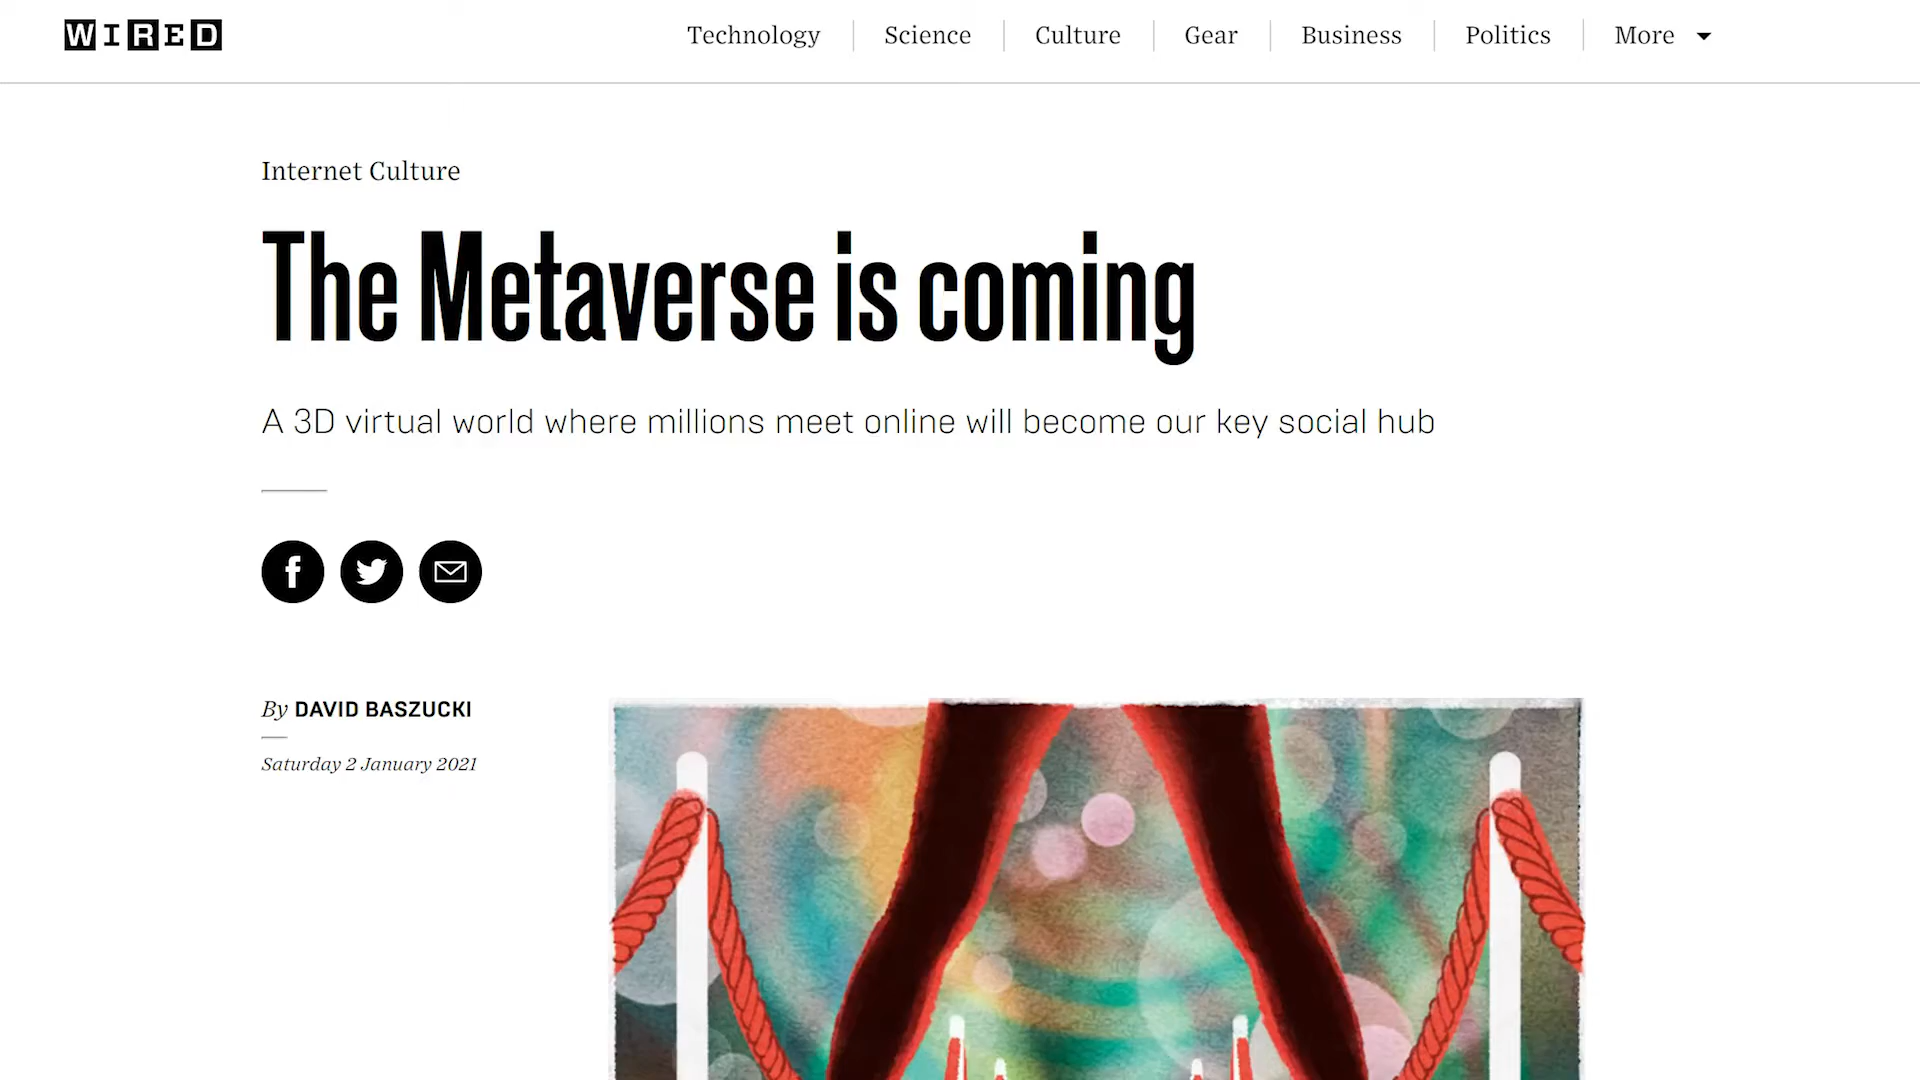 WIRED
Technology Science Culture Gear Business Politics More
Internet Culture
The Metaverse is coming
A 3D virtual world where millions meet online will become our key social hub
By DAVID BASZUCKI
Saturday 2 January 2021